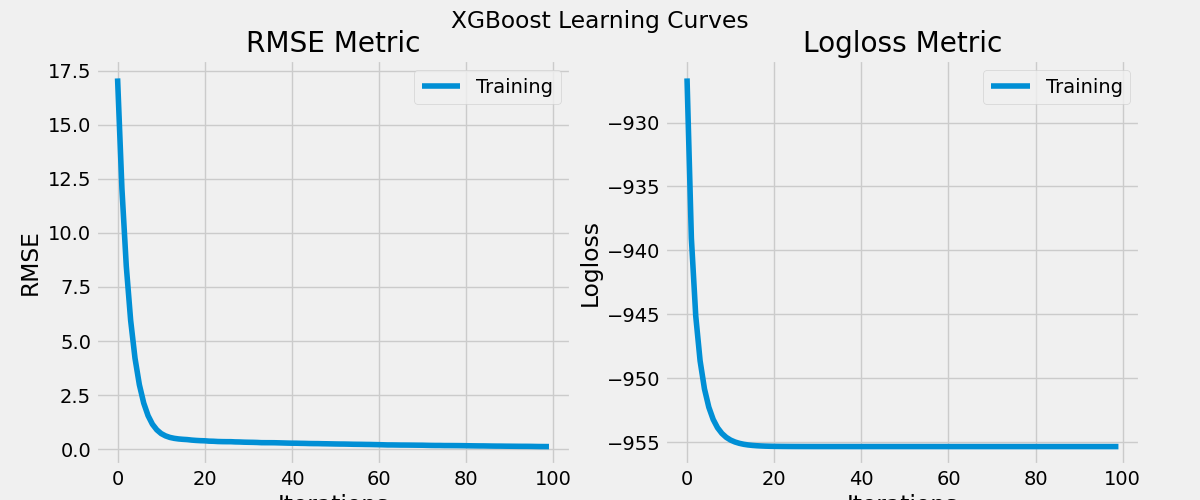 XGBoost Learning Curves
RMSE Metric
Training
17.5
15.0
12.5
10.0
7.5
5.0
2.5
0.0
RMSE
0 20 40 60 80 100
Iterations
Logloss Metric
Training
−930
−935
−940
−945
−950
−955
Logloss
0 20 40 60 80 100
Iterations